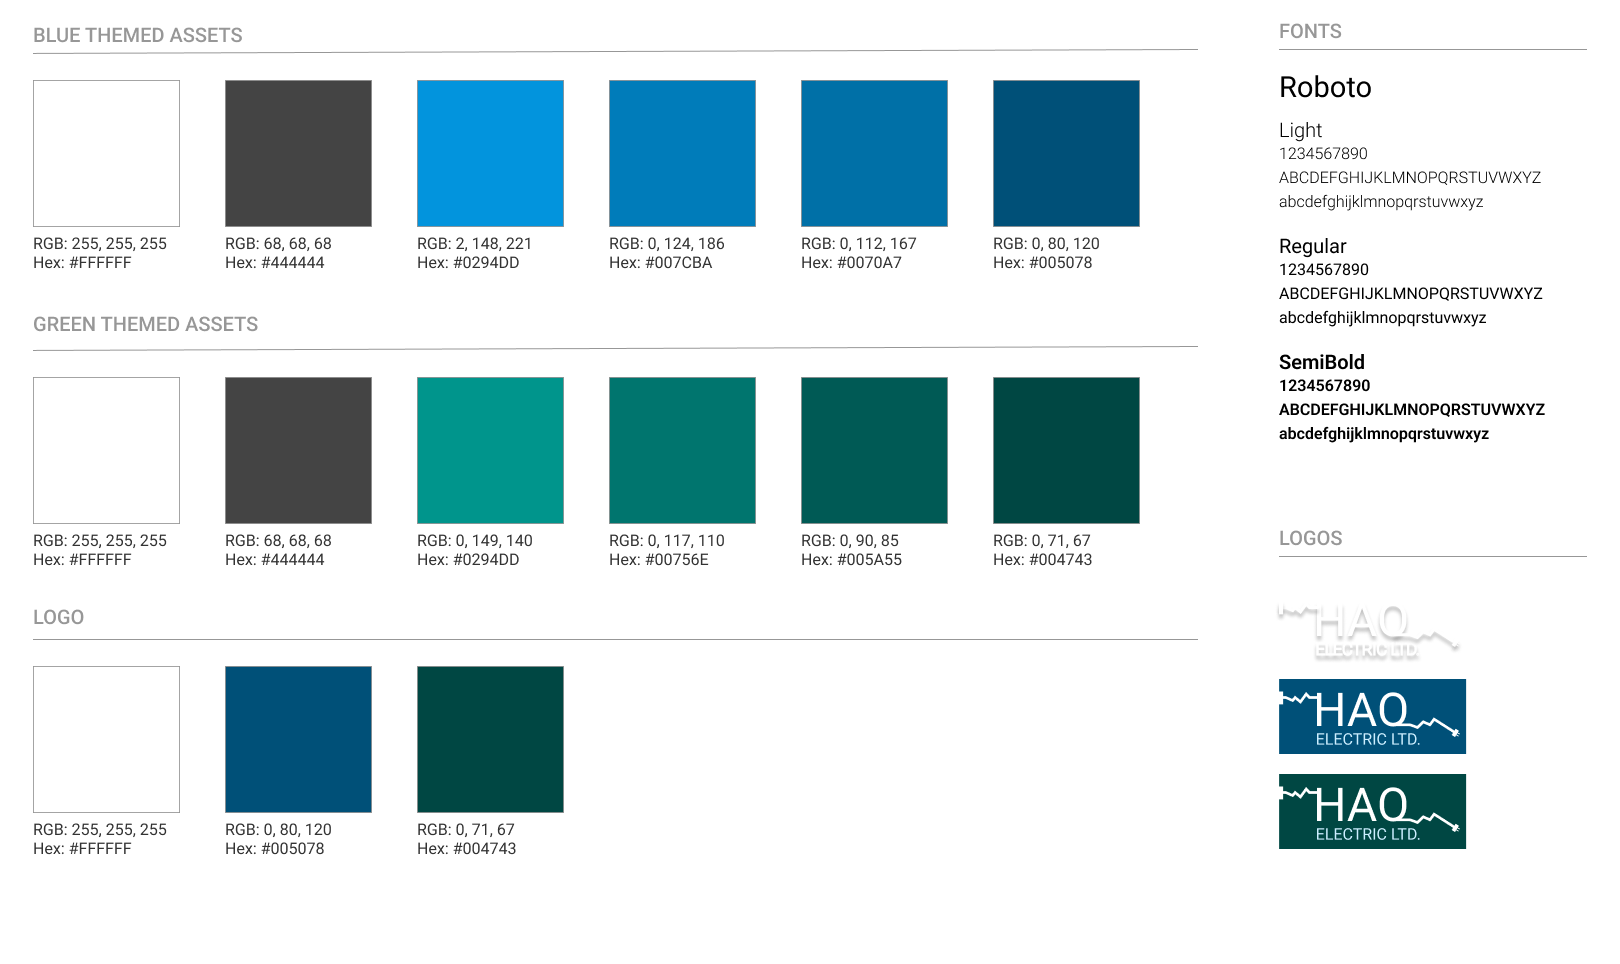 BLUE THEMED ASSETS
RGB: 255, 255, 255
Hex: #FFFFFF
RGB: 68, 68, 68
Hex: #444444
RGB: 2, 148, 221
Hex: #0294DD
RGB: 0, 124, 186
Hex: #007CBA
RGB: 0, 112, 167
Hex: #0070A7
RGB: 0, 80, 120
Hex: #005078
GREEN THEMED ASSETS
RGB: 255, 255, 255
Hex: #FFFFFF
RGB: 68, 68, 68
Hex: #444444
RGB: 0, 149, 140
Hex: #0294DD
RGB: 0, 117, 110
Hex: #00756E
RGB: 0, 90, 85
Hex: #005A55
RGB: 0, 71, 67
Hex: #004743
LOGO
RGB: 255, 255, 255
Hex: #FFFFFF
RGB: 0, 80, 120
Hex: #005078
RGB: 0, 71, 67
Hex: #004743
FONTS
Roboto
Light
1234567890
ABCDEFGHIJKLMNOPQRSTUVWXYZ
abcdefghijklmnopqrstuvwxyz
Regular
1234567890
ABCDEFGHIJKLMNOPQRSTUVWXYZ
abcdefghijklmnopqrstuvwxyz
SemiBold
1234567890
ABCDEFGHIJKLMNOPQRSTUVWXYZ
abcdefghijklmnopqrstuvwxyz
LOGOS
HAQ
ELECTRIC LTD.
HAQ
ELECTRIC LTD.
HAQ
ELECTRIC LTD.